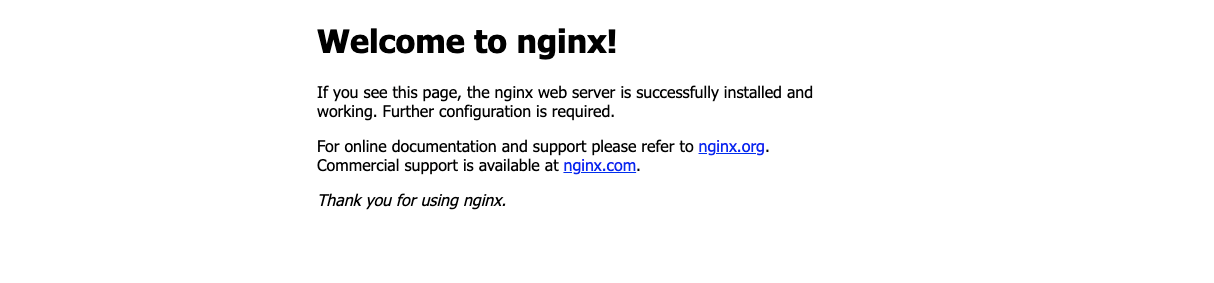 Welcome to nginx!
If you see this page, the nginx web server is successfully installed and
working. Further configuration is required.
For online documentation and support please refer to nginx.org.
Commercial support is available at nginx.com.
Thank you for using nginx.